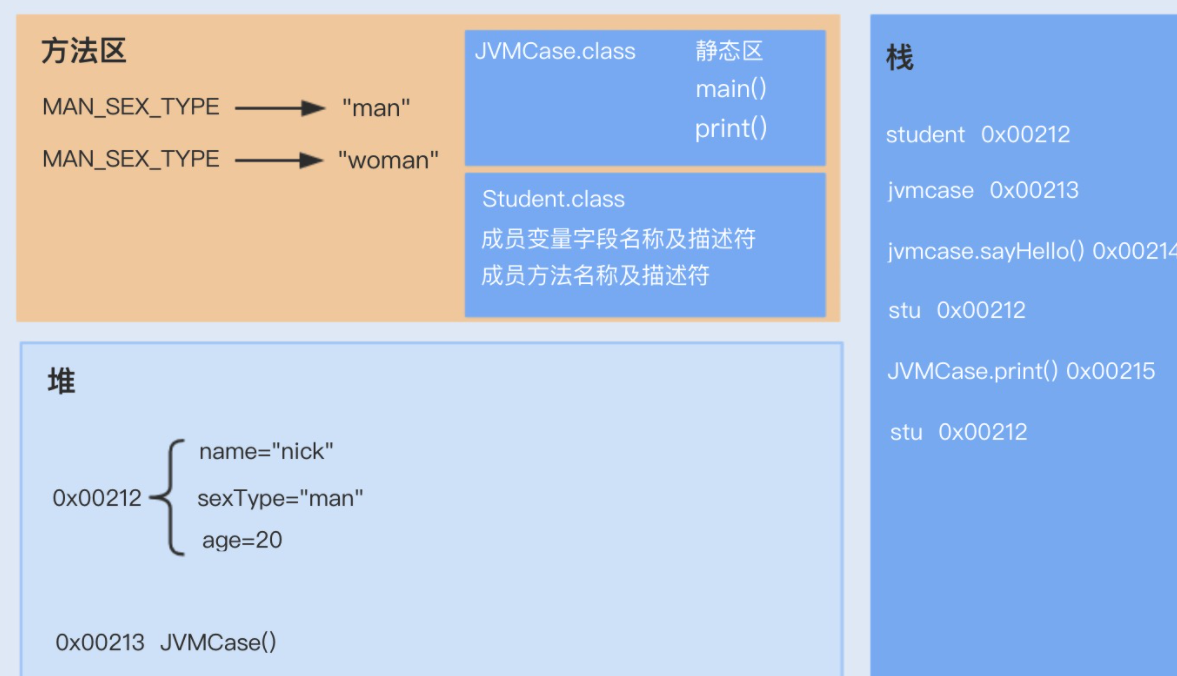 方法区
MAN_SEX_TYPE "man"
MAN_SEX_TYPE "woman"
JVMCase.class 静态区
main()
print()
Student.class
成员变量字段名称及描述符
成员方法名称及描述符
堆
0x00212
name="nick"
sexType="man"
age=20
0x00213 JVMCase()
栈
student 0x00212
jvmcase 0x00213
jvmcase.sayHello() 0x00214
stu 0x00212
JVMCase.print() 0x00215
stu 0x00212